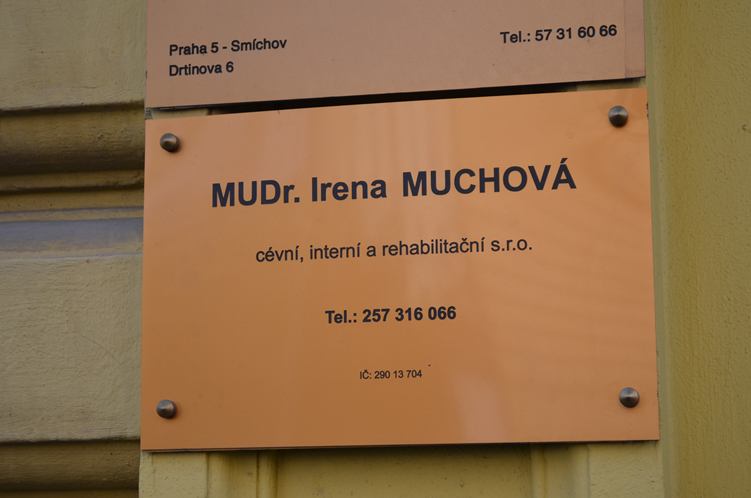 Praha 5 - Smíchov
Tel.: 57 31 60 66
Drtinova 6
MUDr. Irena MUCHOVÁ
cévní, interní a rehabilitační s.r.o.
Tel.: 257 316 066
IČ: 290 13 704